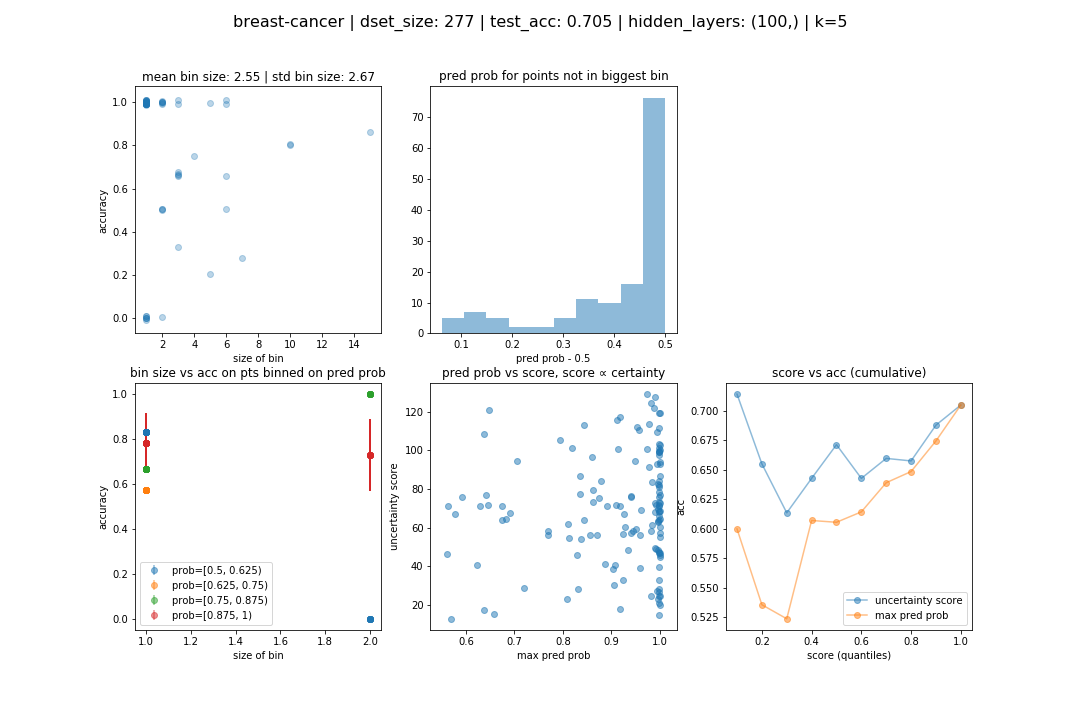 breast-cancer | dset_size: 277 | test_acc: 0.705 | hidden_layers: (100,) | k=5
mean bin size: 2.55 | std bin size: 2.67
1.0
0.8
0.6
0.4
0.2
0.0
accuracy
2 4 6 8 10 12 14
size of bin
pred prob for points not in biggest bin
70
60
50
40
30
20
10
0
0.1 0.2 0.3 0.4 0.5
pred prob - 0.5
bin size vs acc on pts binned on pred prob
1.0
0.8
0.6
0.4
0.2
0.0
accuracy
prob=[0.5, 0.625)
prob=[0.625, 0.75)
prob=[0.75, 0.875)
prob=[0.875, 1)
1.0 1.2 1.4 1.6 1.8 2.0
size of bin
pred prob vs score, score ∝ certainty
120
100
80
60
40
20
uncertainty score
0.6 0.7 0.8 0.9 1.0
max pred prob
score vs acc (cumulative)
0.700
0.675
0.650
0.625
0.600
0.575
0.550
0.525
acc
uncertainty score
max pred prob
0.2 0.4 0.6 0.8 1.0
score (quantiles)